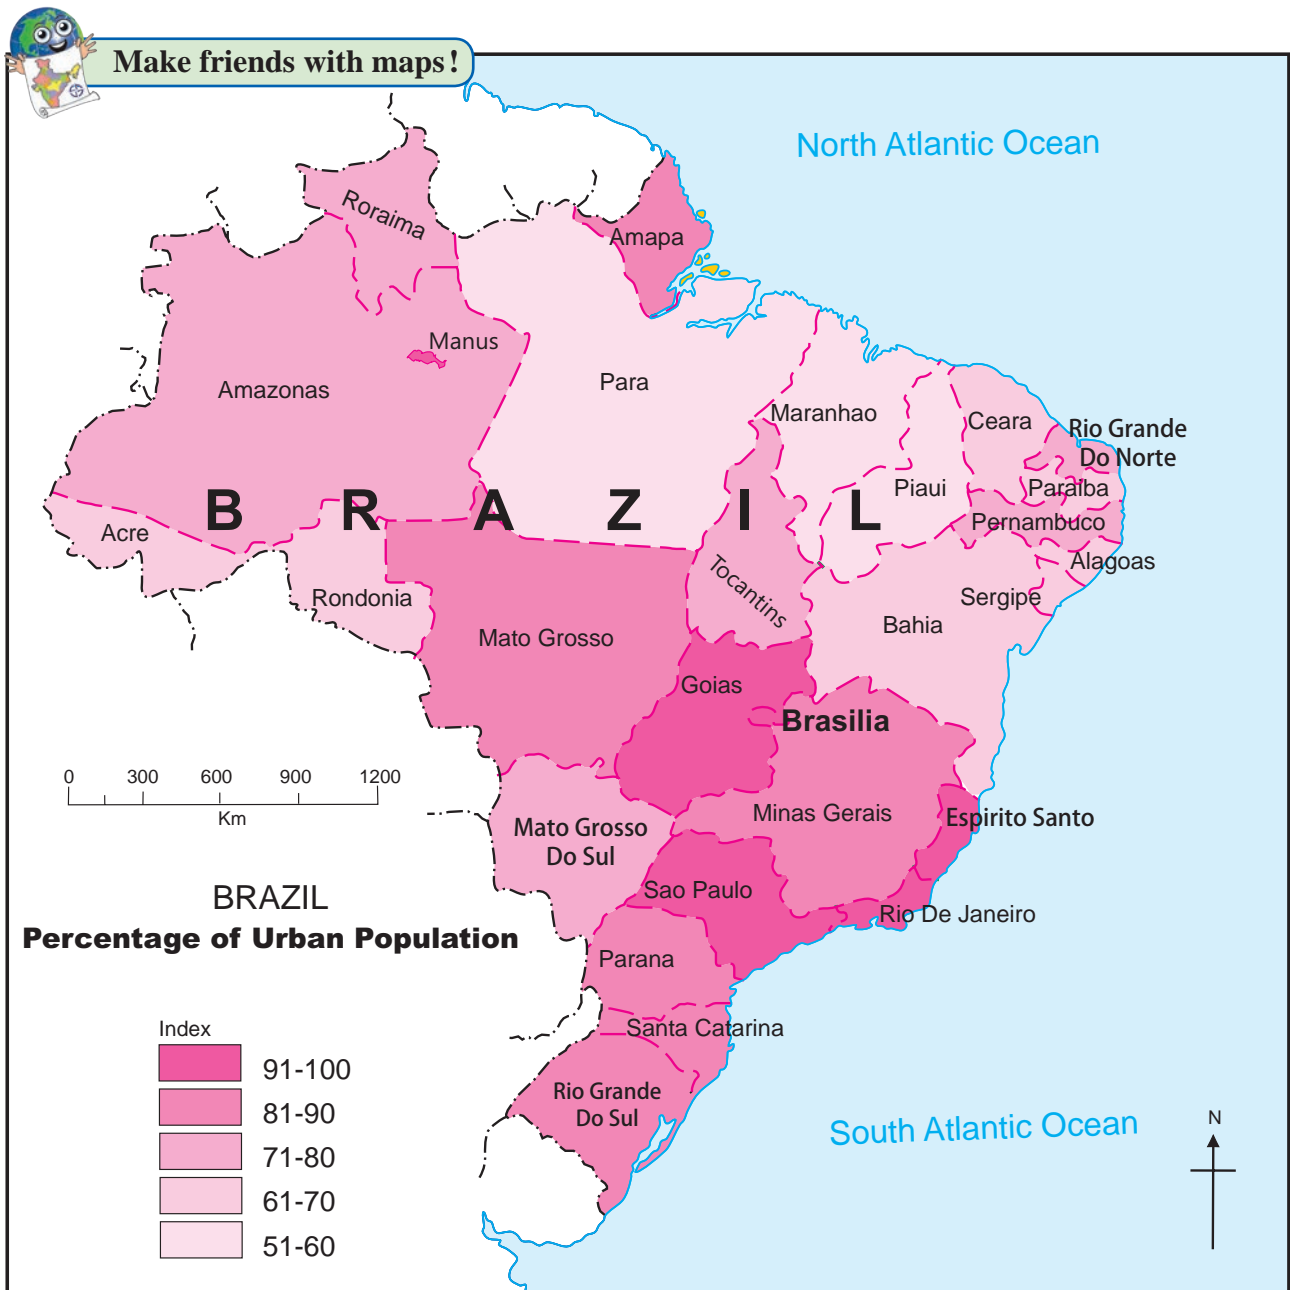 Make friends with maps!
North Atlantic Ocean
Roraima
Amapa
Manus
Amazonas
Para
Maranhao
Ceara
Rio Grande
Do Norte
Piaui
Paraiba
B R A Z I L
Pernambuco
Acre
Alagoas
Tocantins
Rondonia
Sergipe
Bahia
Mato Grosso
Goias
Brasilia
0 300 600 900 1200
Km
Minas Gerais
Espirito Santo
Mato Grosso
Do Sul
Sao Paulo
BRAZIL
Percentage of Urban Population
Rio De Janeiro
Parana
Santa Catarina
Index
91-100
81-90
71-80
61-70
51-60
Rio Grande
Do Sul
South Atlantic Ocean
N